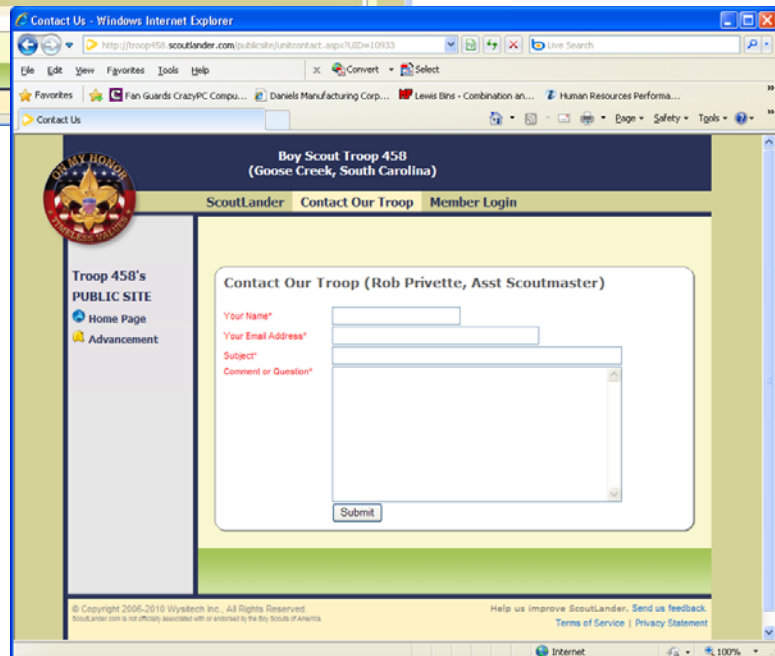 Contact Us - Windows Internet Explorer
http://troop458.scoutlander.com/publicsite/unitcontact.aspx?UID=10933
Live Search
File Edit View Favorites Tools Help
x Convert Select
Favorites Fan Guards CrazyPC Compu... Daniels Manufacturing Corp... Lewis Bins - Combination an... Human Resources Performa... »
Contact Us
Page Safety Tools »
ON MY HONOR
TIMELESS VALUES
Boy Scout Troop 458
(Goose Creek, South Carolina)
ScoutLander Contact Our Troop Member Login
Troop 458's
PUBLIC SITE
Home Page
Advancement
Contact Our Troop (Rob Privette, Asst Scoutmaster)
Your Name*
Your Email Address*
Subject*
Comment or Question*
Submit
© Copyright 2006-2010 Wysitech Inc., All Rights Reserved.
ScoutLander.com is not officially associated with or endorsed by the Boy Scouts of America.
Help us improve ScoutLander. Send us feedback.
Terms of Service | Privacy Statement
Internet 100%